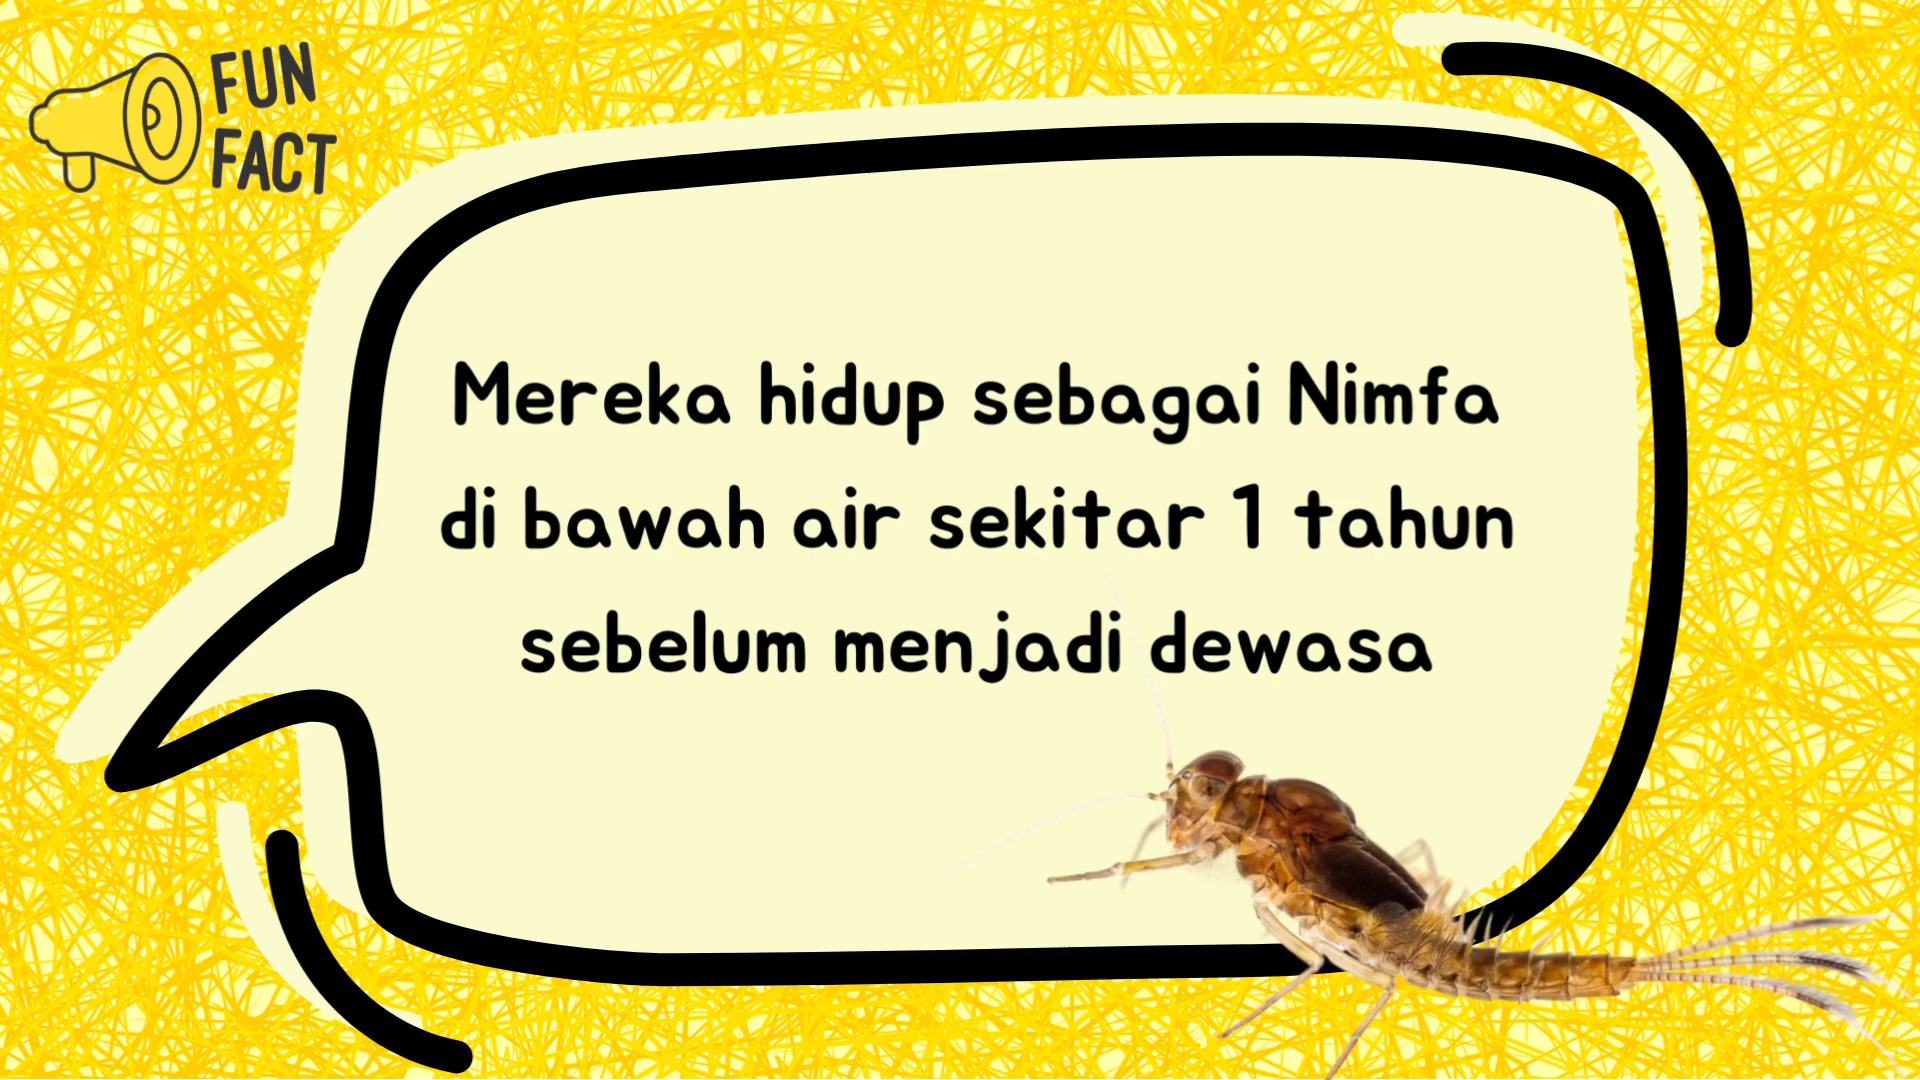 FUN
FACT
Mereka hidup sebagai Nimfa
di bawah air sekitar 1 tahun
sebelum menjadi dewasa